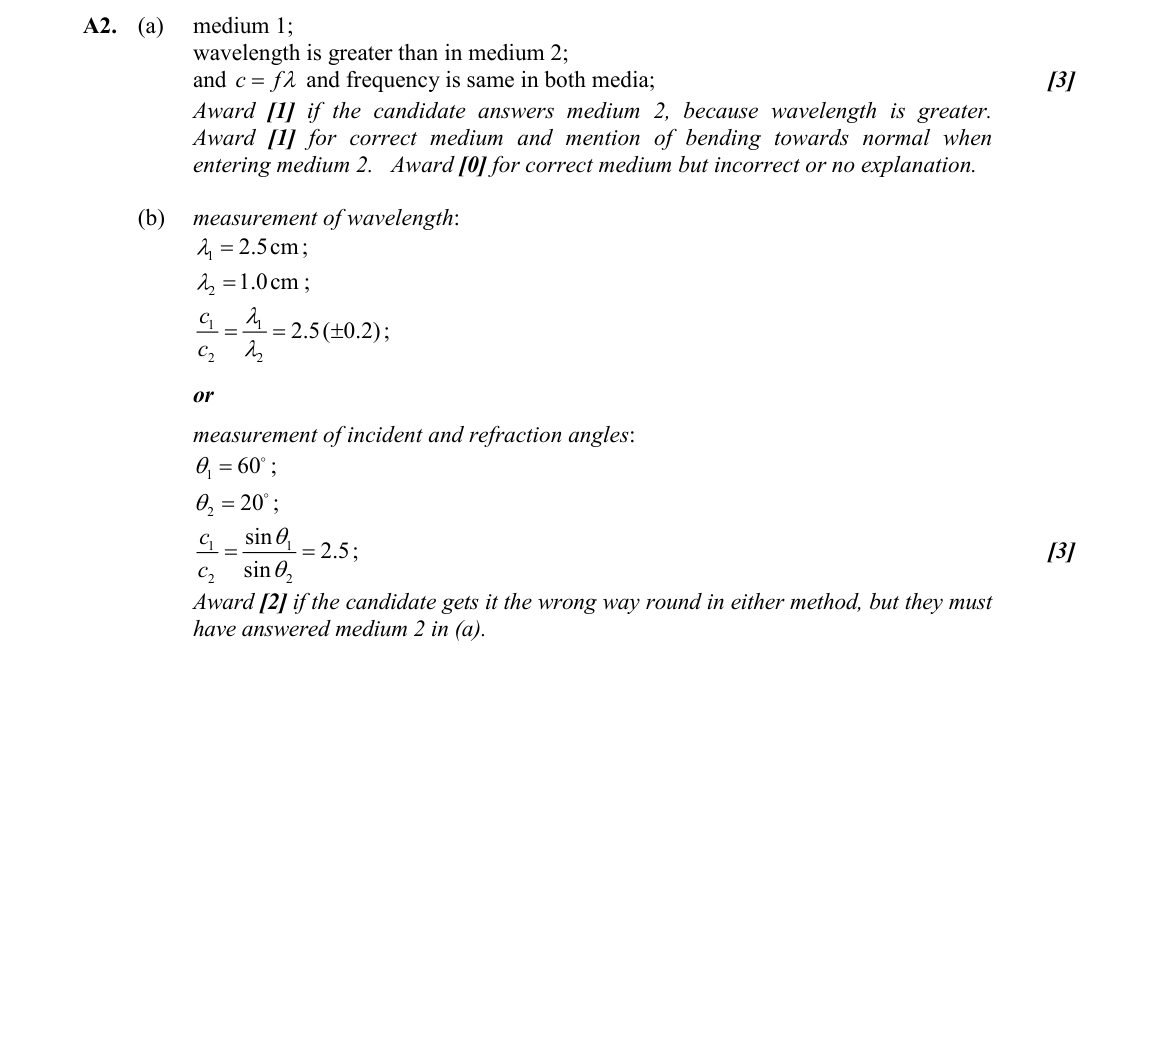 A2. (a) medium 1;
wavelength is greater than in medium 2;
and c = fλ and frequency is same in both media; [3]
Award [1] if the candidate answers medium 2, because wavelength is greater.
Award [1] for correct medium and mention of bending towards normal when
entering medium 2. Award [0] for correct medium but incorrect or no explanation.
(b) measurement of wavelength:
λ₁ = 2.5 cm;
λ₂ = 1.0 cm;
c₁/c₂ = λ₁/λ₂ = 2.5 (±0.2);
or
measurement of incident and refraction angles:
θ₁ = 60°;
θ₂ = 20°;
c₁/c₂ = sin θ₁/sin θ₂ = 2.5; [3]
Award [2] if the candidate gets it the wrong way round in either method, but they must
have answered medium 2 in (a).